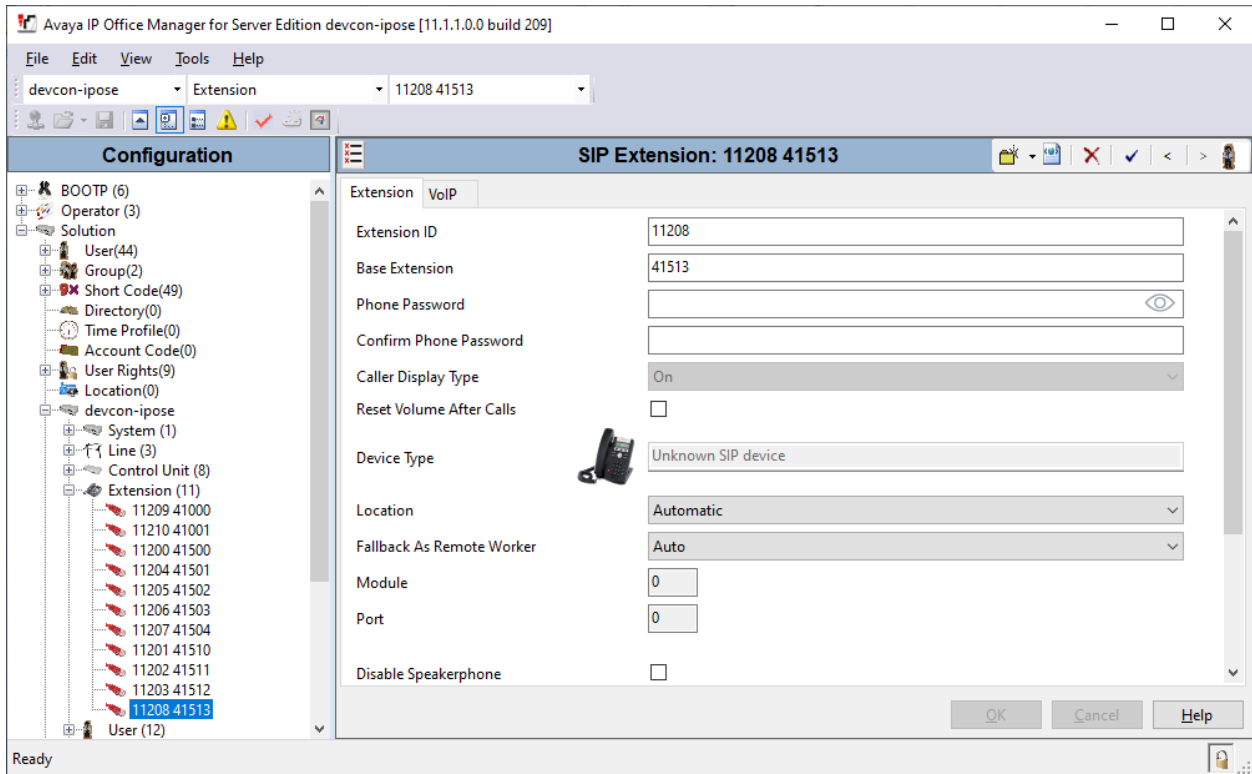 Avaya IP Office Manager for Server Edition devcon-ipose [11.1.1.0.0 build 209]
File Edit View Tools Help
devcon-ipose Extension 11208 41513
Configuration
BOOTP (6)
Operator (3)
Solution
User(44)
Group(2)
Short Code(49)
Directory(0)
Time Profile(0)
Account Code(0)
User Rights(9)
Location(0)
devcon-ipose
System (1)
Line (3)
Control Unit (8)
Extension (11)
11209 41000
11210 41001
11200 41500
11204 41501
11205 41502
11206 41503
11207 41504
11201 41510
11202 41511
11203 41512
11208 41513
User (12)
SIP Extension: 11208 41513
Extension VoIP
Extension ID 11208
Base Extension 41513
Phone Password
Confirm Phone Password
Caller Display Type On
Reset Volume After Calls
Device Type Unknown SIP device
Location Automatic
Fallback As Remote Worker Auto
Module 0
Port 0
Disable Speakerphone
OK Cancel Help
Ready